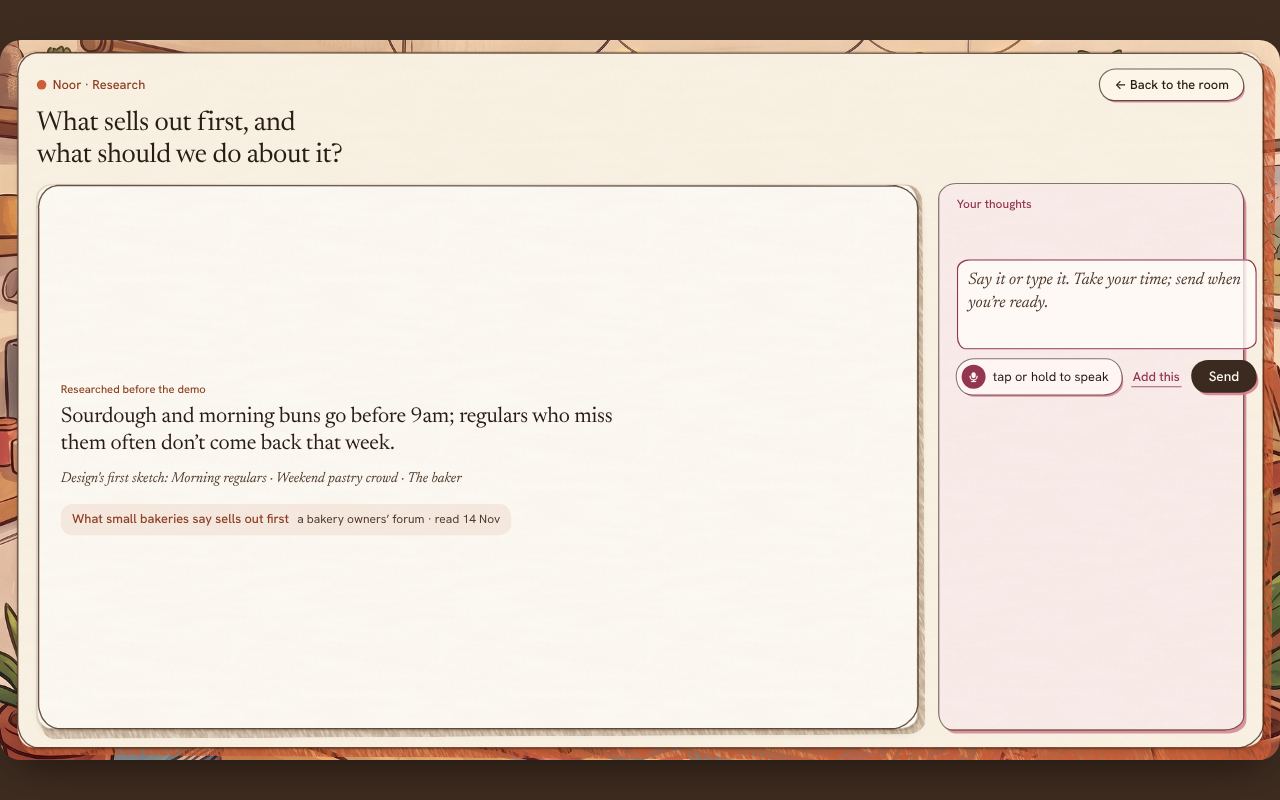 Noor · Research
← Back to the room
What sells out first, and
what should we do about it?
Researched before the demo
Sourdough and morning buns go before 9am; regulars who miss
them often don’t come back that week.
Design’s first sketch: Morning regulars · Weekend pastry crowd · The baker
What small bakeries say sells out first a bakery owners’ forum · read 14 Nov
Your thoughts
Say it or type it. Take your time; send when
you’re ready.
tap or hold to speak
Add this
Send